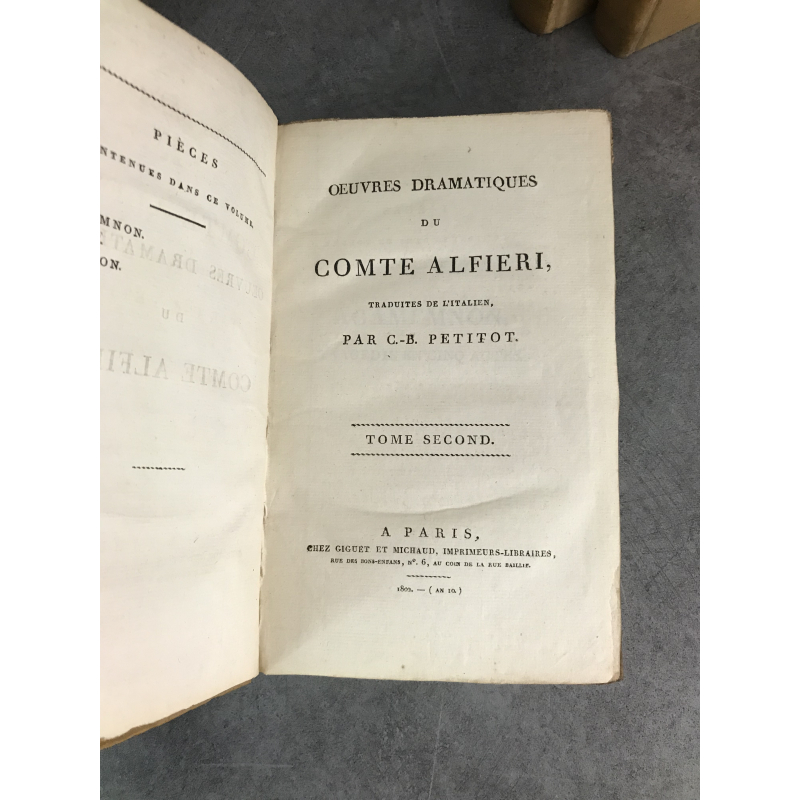 PIÈCES
NTENUES DANS CE VOLUME.
MNON.
ON.
OEUVRES DRAMATIQUES
DU
COMTE ALFIERI,
TRADUITES DE L'ITALIEN,
PAR C.-B. PETITOT.
TOME SECOND.
A PARIS,
CHEZ GIGUET ET MICHAUD, IMPRIMEURS-LIBRAIRES,
RUE DES BONS-ENFANS, Nº. 6, AU COIN DE LA RUE BAILLIF.
1802. — ( AN 10. )